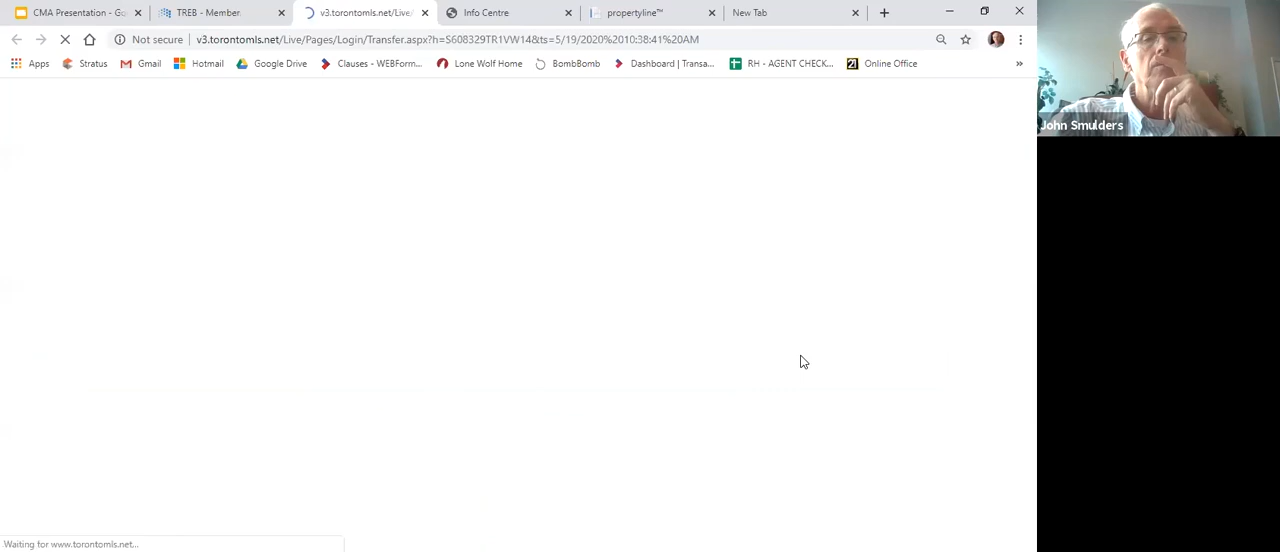 CMA Presentation - Go
TREB - Member
v3.torontomls.net/Live/
Info Centre
propertyline™
New Tab
Not secure
v3.torontomls.net/Live/Pages/Login/Transfer.aspx?h=S608329TR1VW14&ts=5/19/2020%2010:38:41%20AM
Apps
Stratus
Gmail
Hotmail
Google Drive
Clauses - WEBForm...
Lone Wolf Home
BombBomb
Dashboard | Transa...
RH - AGENT CHECK...
21
Online Office
»
John Smulders
Waiting for www.torontomls.net...